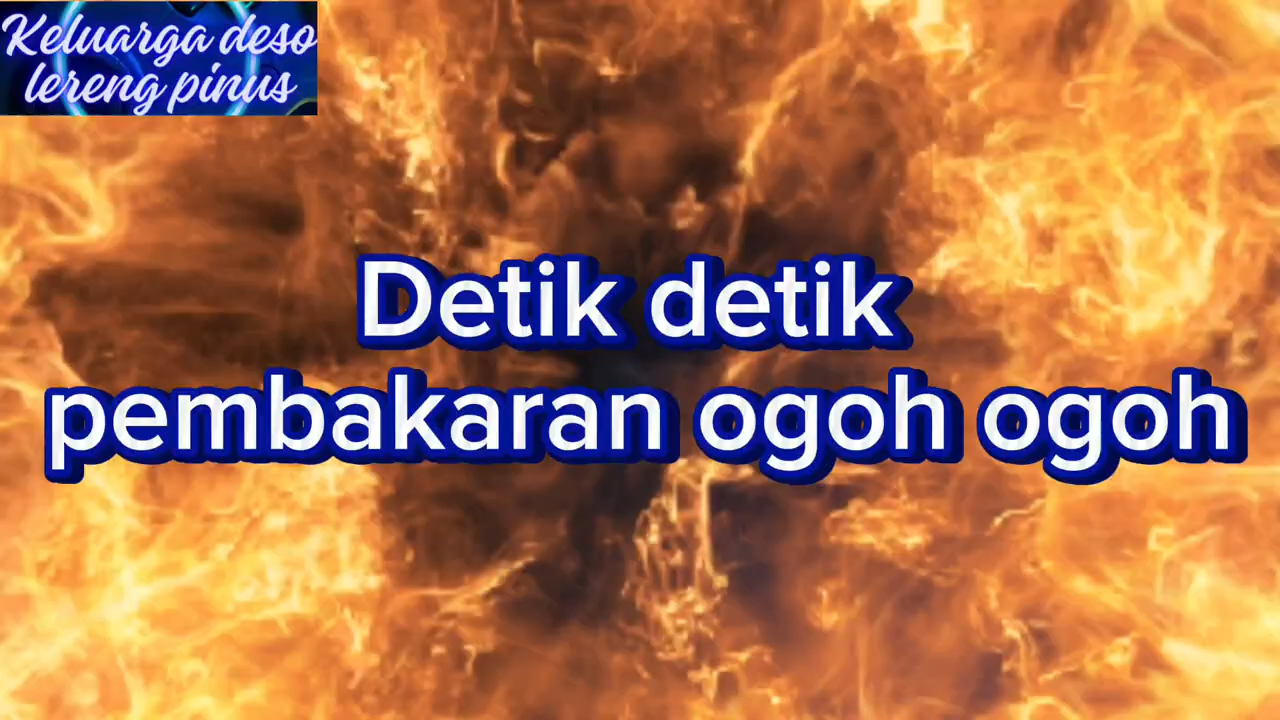 Keluarga deso
lereng pinus
Detik detik
pembakaran ogoh ogoh